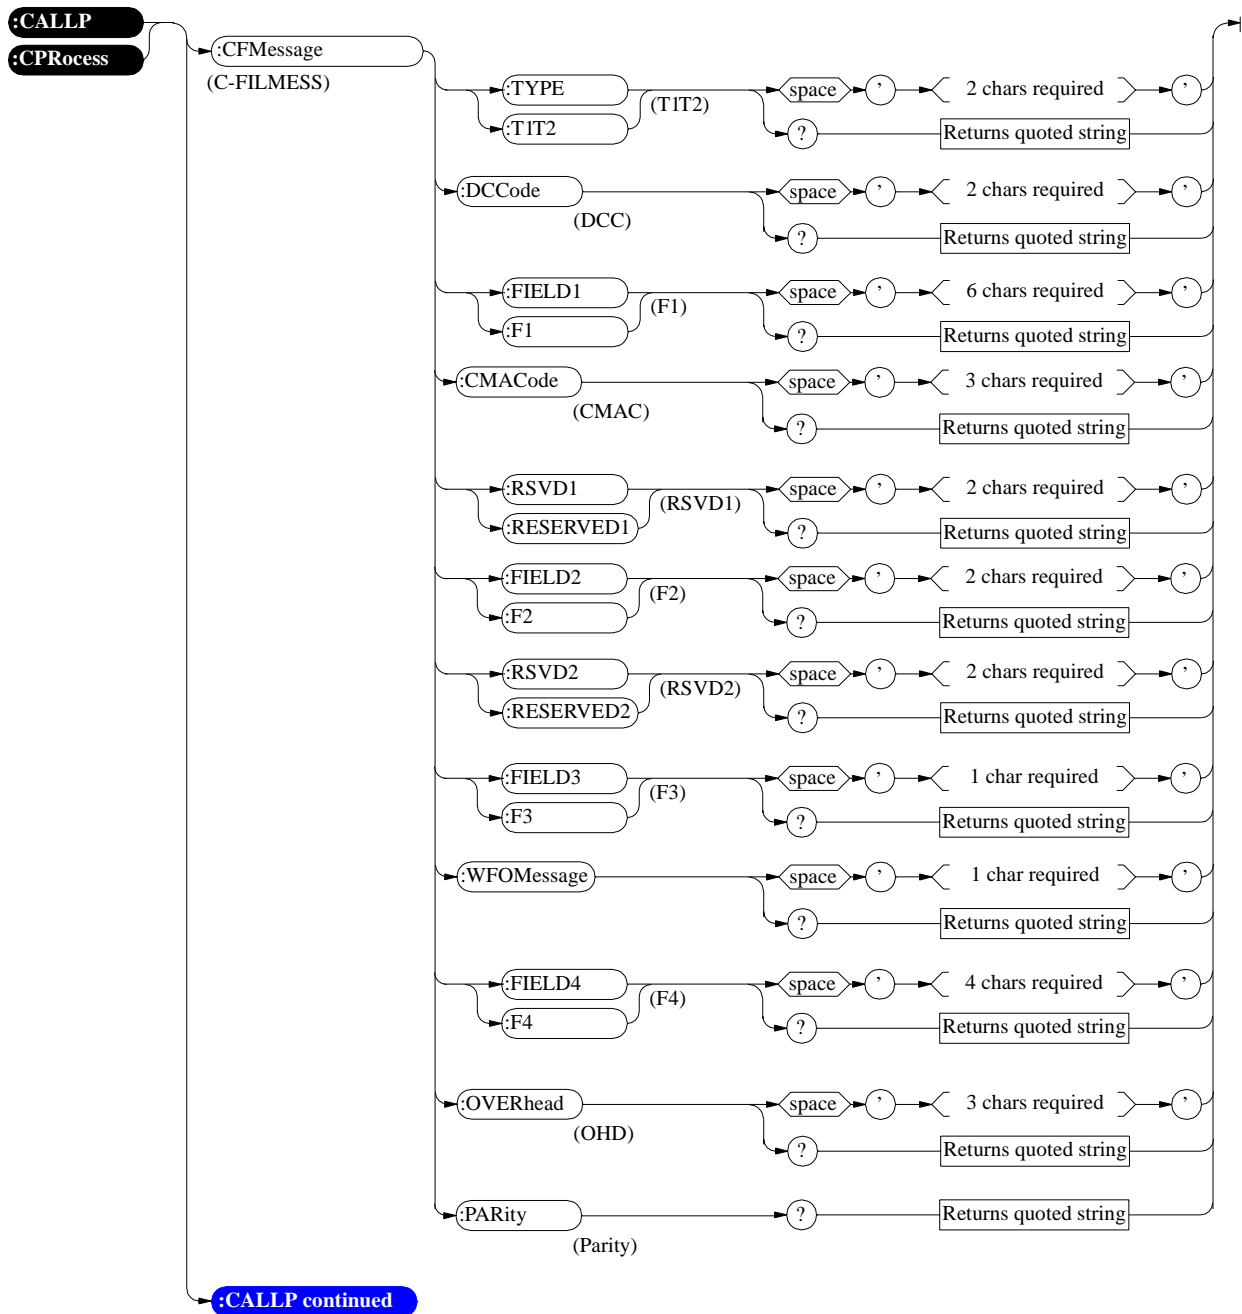 :CALLP
:CPRocess
:CFMessage
(C-FILMESS)
:TYPE
:T1T2
(T1T2)
space ’ 2 chars required ’
? Returns quoted string
:DCCode
(DCC)
space ’ 2 chars required ’
? Returns quoted string
:FIELD1
:F1
(F1)
space ’ 6 chars required ’
? Returns quoted string
:CMACode
(CMAC)
space ’ 3 chars required ’
? Returns quoted string
:RSVD1
:RESERVED1
(RSVD1)
space ’ 2 chars required ’
? Returns quoted string
:FIELD2
:F2
(F2)
space ’ 2 chars required ’
? Returns quoted string
:RSVD2
:RESERVED2
(RSVD2)
space ’ 2 chars required ’
? Returns quoted string
:FIELD3
:F3
(F3)
space ’ 1 char required ’
? Returns quoted string
:WFOMessage
space ’ 1 char required ’
? Returns quoted string
:FIELD4
:F4
(F4)
space ’ 4 chars required ’
? Returns quoted string
:OVERhead
(OHD)
space ’ 3 chars required ’
? Returns quoted string
:PARity
(Parity)
? Returns quoted string
:CALLP continued